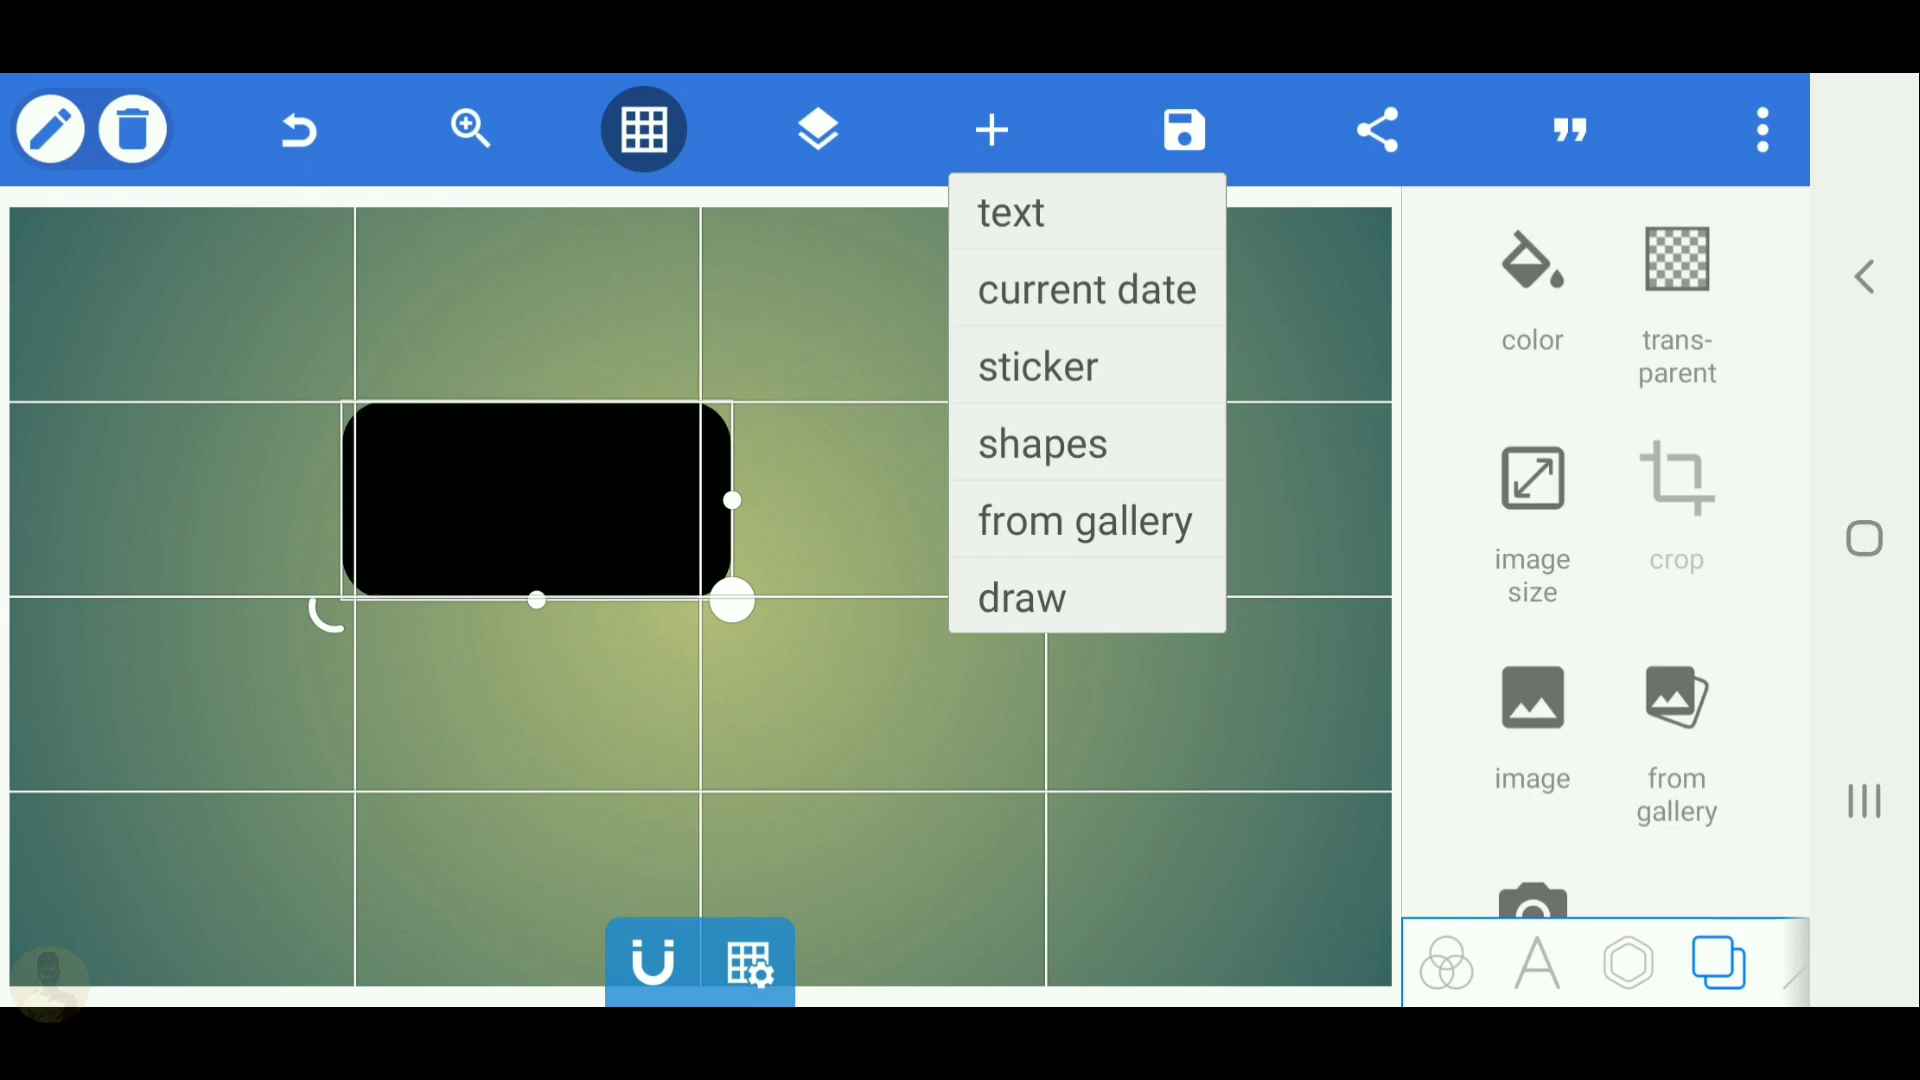 text
current date
sticker
shapes
from gallery
draw
color
trans-
parent
image
size
crop
image
from
gallery